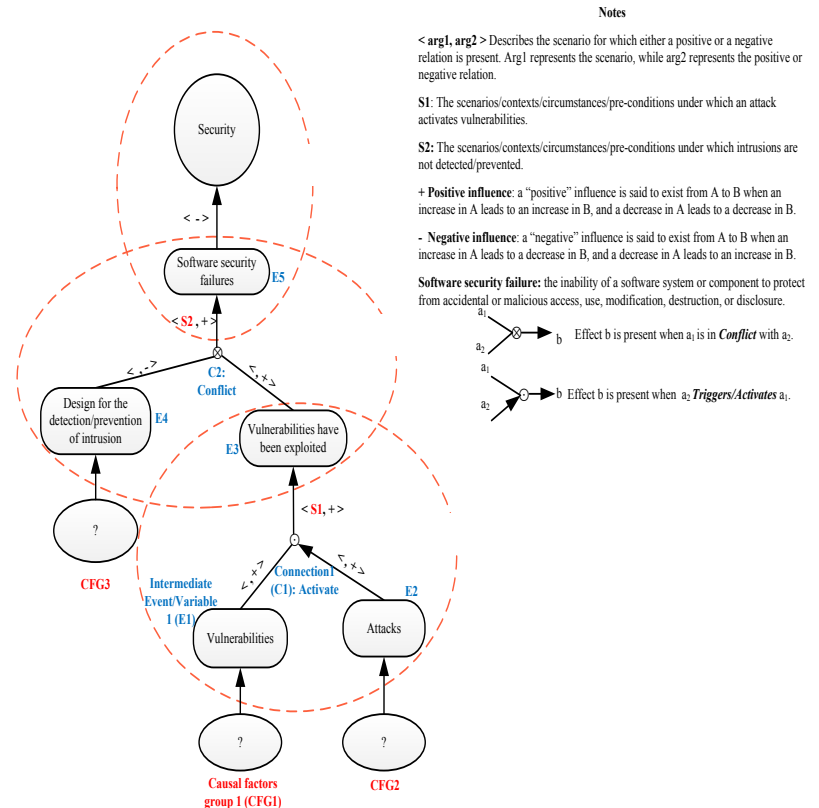 Notes
< arg1, arg2 > Describes the scenario for which either a positive or a negative
relation is present. Arg1 represents the scenario, while arg2 represents the positive or
negative relation.
S1: The scenarios/contexts/circumstances/pre-conditions under which an attack
activates vulnerabilities.
S2: The scenarios/contexts/circumstances/pre-conditions under which intrusions are
not detected/prevented.
+ Positive influence: a “positive” influence is said to exist from A to B when an
increase in A leads to an increase in B, and a decrease in A leads to a decrease in B.
- Negative influence: a “negative” influence is said to exist from A to B when an
increase in A leads to a decrease in B, and a decrease in A leads to an increase in B.
Software security failure: the inability of a software system or component to protect
from accidental or malicious access, use, modification, destruction, or disclosure.
a1
a2
b
Effect b is present when a1 is in Conflict with a2.
a1
a2
b
Effect b is present when a2 Triggers/Activates a1.
Security
< - >
Software security
failures
E5
< S2 , + >
C2:
Conflict
< , - >
< , + >
Design for the
detection/prevention
of intrusion
E4
Vulnerabilities have
been exploited
E3
?
CFG3
< S1, + >
< , + >
< , + >
Connection1
(C1): Activate
Intermediate
Event/Variable
1 (E1)
E2
Vulnerabilities
Attacks
?
?
Causal factors
group 1 (CFG1)
CFG2